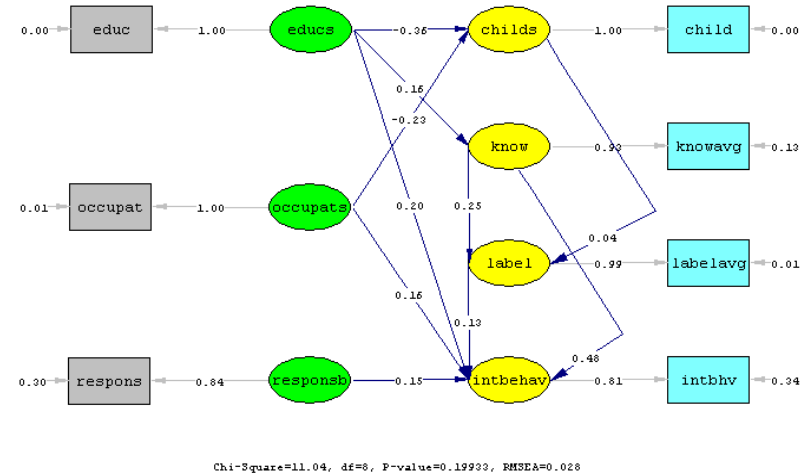 0.00 educ 1.00 educs -0.36 childs 1.00 child 0.00
0.16
-0.23
know 0.93 knowavg 0.13
0.01 occupat 1.00 occupats 0.20 0.25
0.04
label 0.99 labelavg 0.01
0.16
0.13
0.48
0.30 respons 0.84 responsb 0.15 intbehav 0.81 intbhv 0.34
Chi-Square=11.04, df=8, P-value=0.19933, RMSEA=0.028